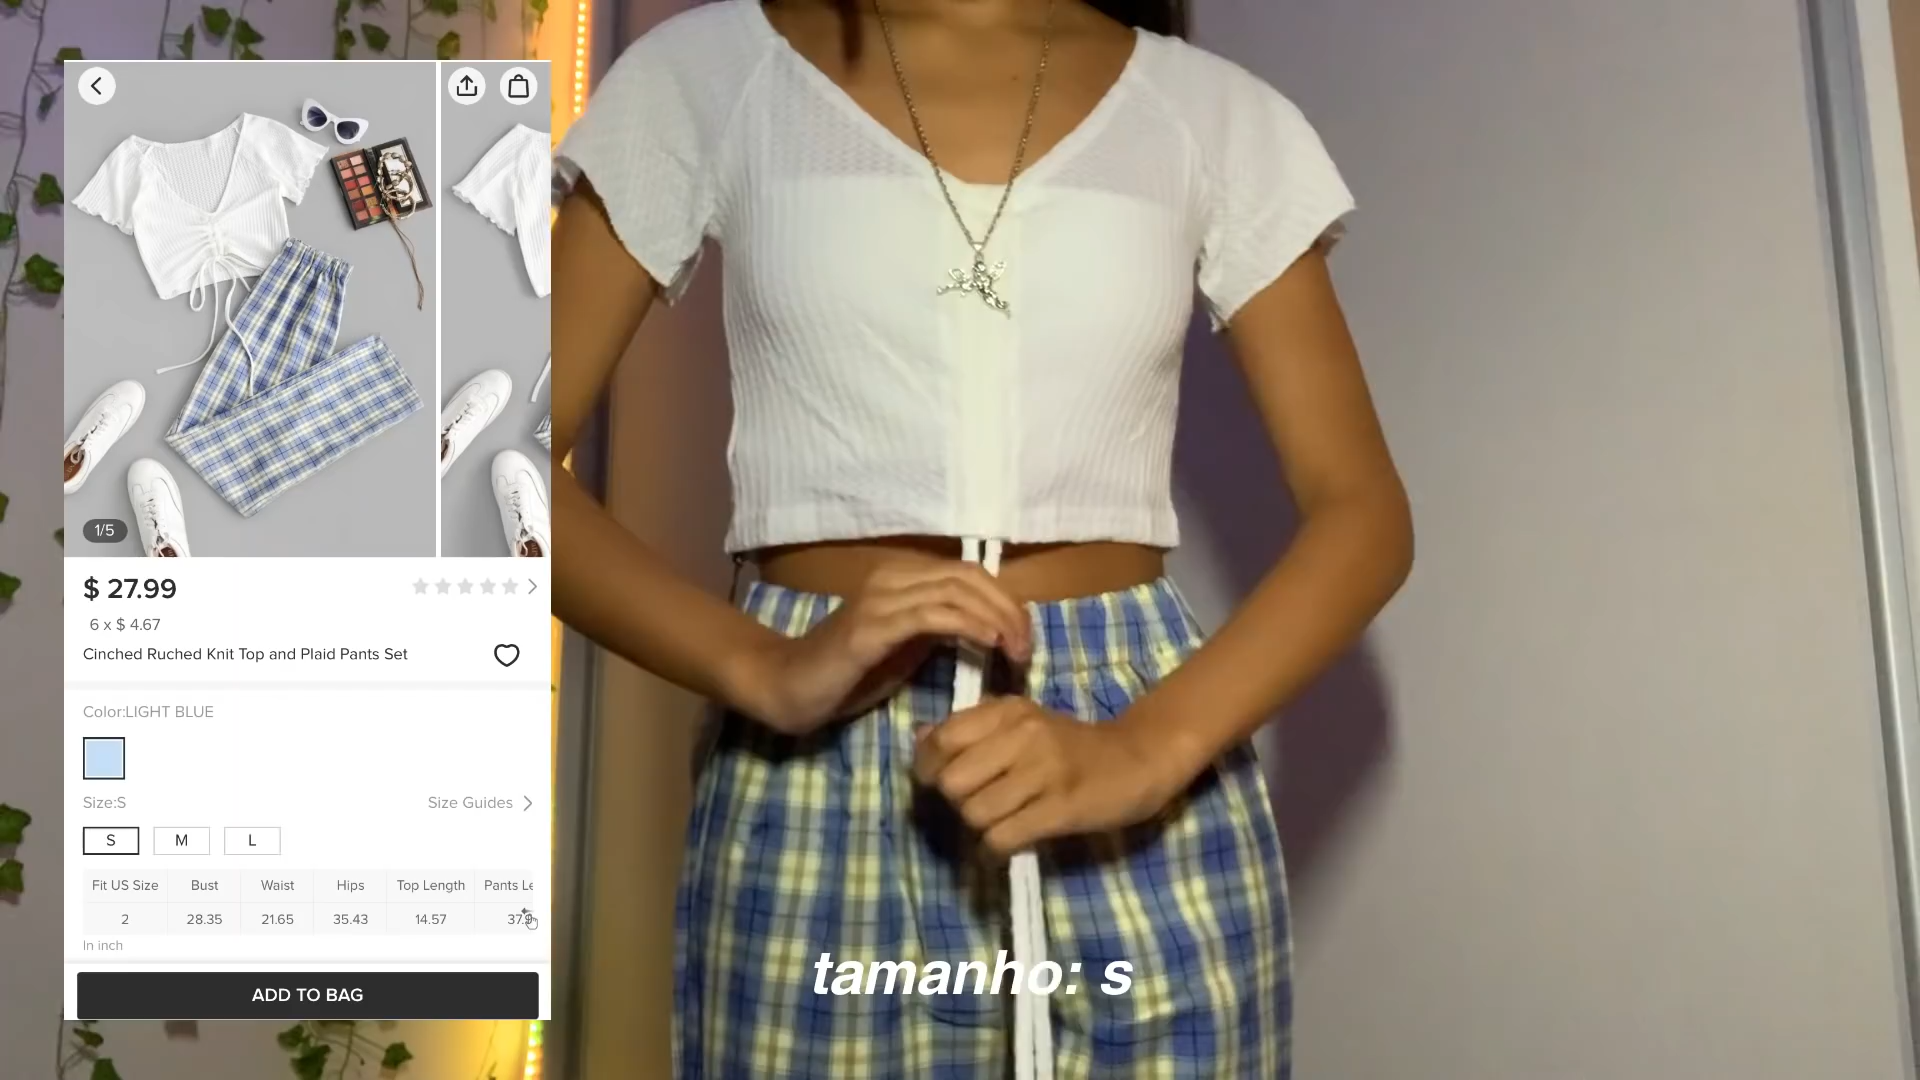 1/5
$ 27.99
6 x $ 4.67
Cinched Ruched Knit Top and Plaid Pants Set
Color:LIGHT BLUE
Size:S
Size Guides
S M L
Fit US Size Bust Waist Hips Top Length Pants
2 28.35 21.65 35.43 14.57
In inch
ADD TO BAG
tamanho: s